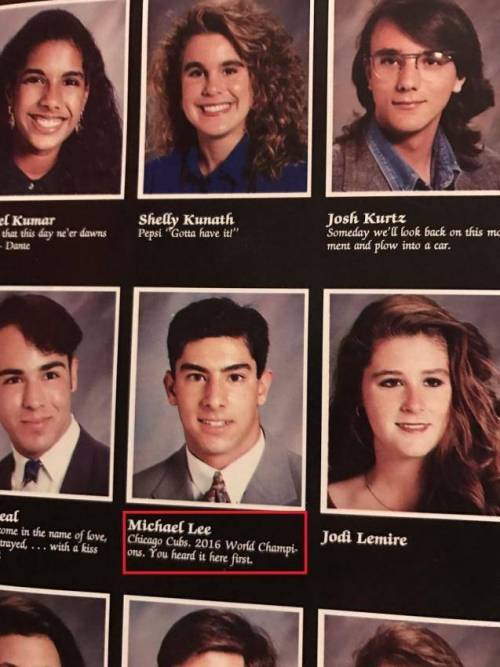 el Kumar
that this day ne'er dawns
- Dante
Shelly Kunath
Pepsi "Gotta have it!"
Josh Kurtz
Someday we'll look back on this mo
ment and plow into a car.
eal
ome in the name of love,
trayed, . . . with a kiss
Michael Lee
Chicago Cubs. 2016 World Champi-
ons. You heard it here first.
Jodi Lemire